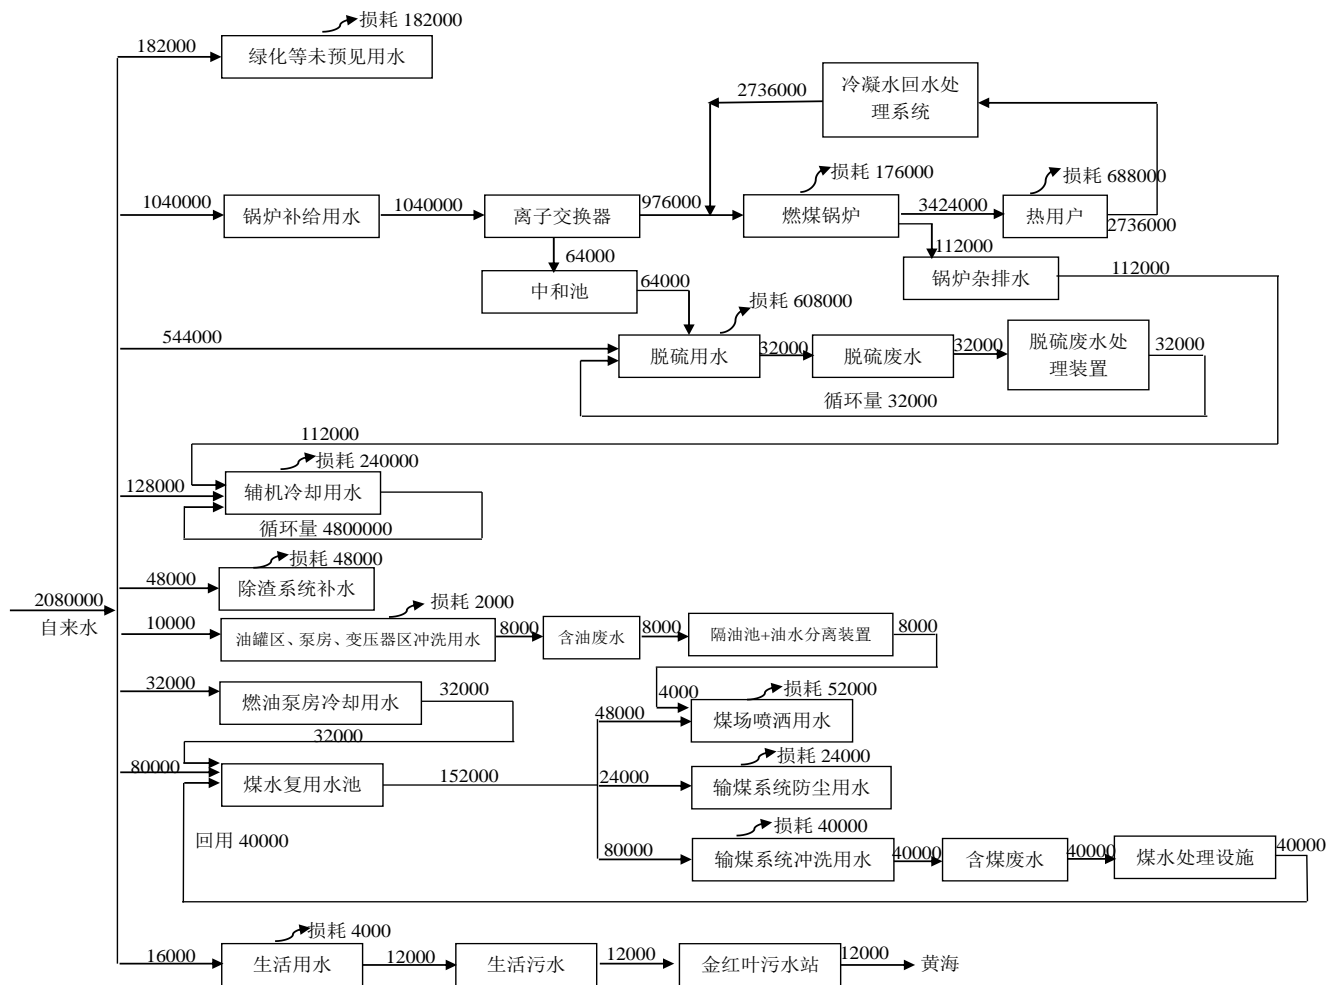 损耗 182000
182000
绿化等未预见用水
2736000
冷凝水回水处
理系统
损耗 176000
损耗 688000
1040000
锅炉补给用水
1040000
离子交换器
976000
燃煤锅炉
3424000
热用户
2736000
64000
112000
中和池
64000
锅炉杂排水
112000
损耗 608000
544000
脱硫用水
32000
脱硫废水
32000
脱硫废水处
理装置
32000
循环量 32000
112000
损耗 240000
128000
辅机冷却用水
循环量 4800000
损耗 48000
48000
除渣系统补水
2080000
自来水
损耗 2000
10000
油罐区、泵房、变压器区冲洗用水
8000
含油废水
8000
隔油池+油水分离装置
8000
32000
燃油泵房冷却用水
32000
4000
损耗 52000
48000
煤场喷洒用水
32000
80000
煤水复用水池
152000
损耗 24000
24000
输煤系统防尘用水
回用 40000
损耗 40000
80000
输煤系统冲洗用水
40000
含煤废水
40000
煤水处理设施
40000
损耗 4000
16000
生活用水
12000
生活污水
12000
金红叶污水站
12000
黄海